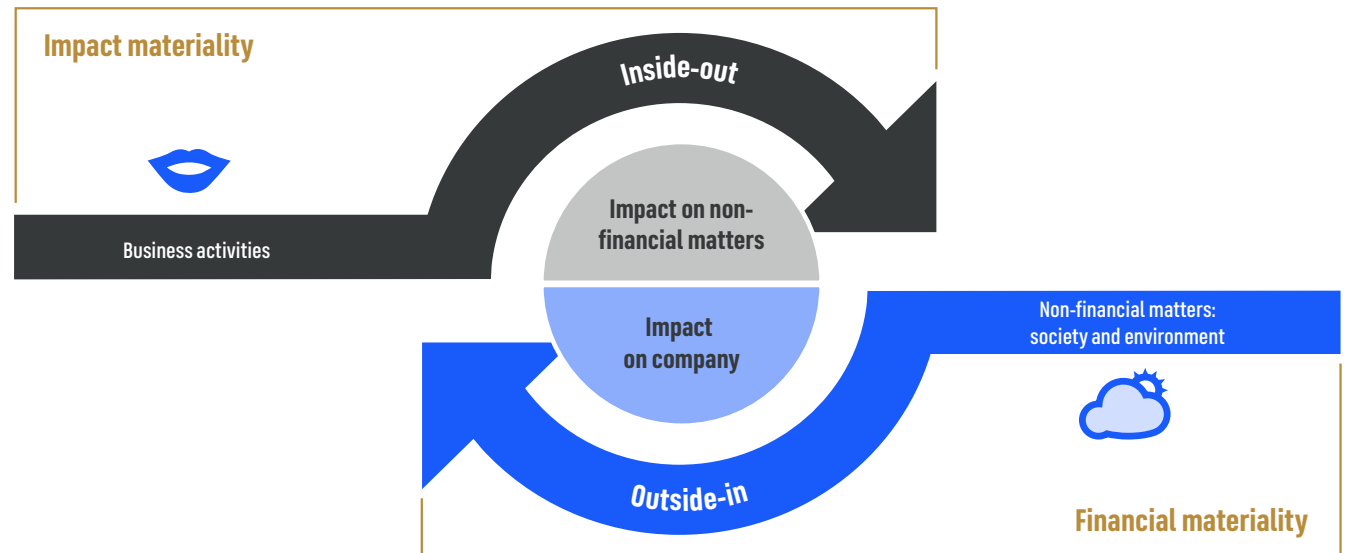 Impact materiality
Inside-out
Impact on non-
financial matters
Business activities
Impact
on company
Non-financial matters:
society and environment
Outside-in
Financial materiality